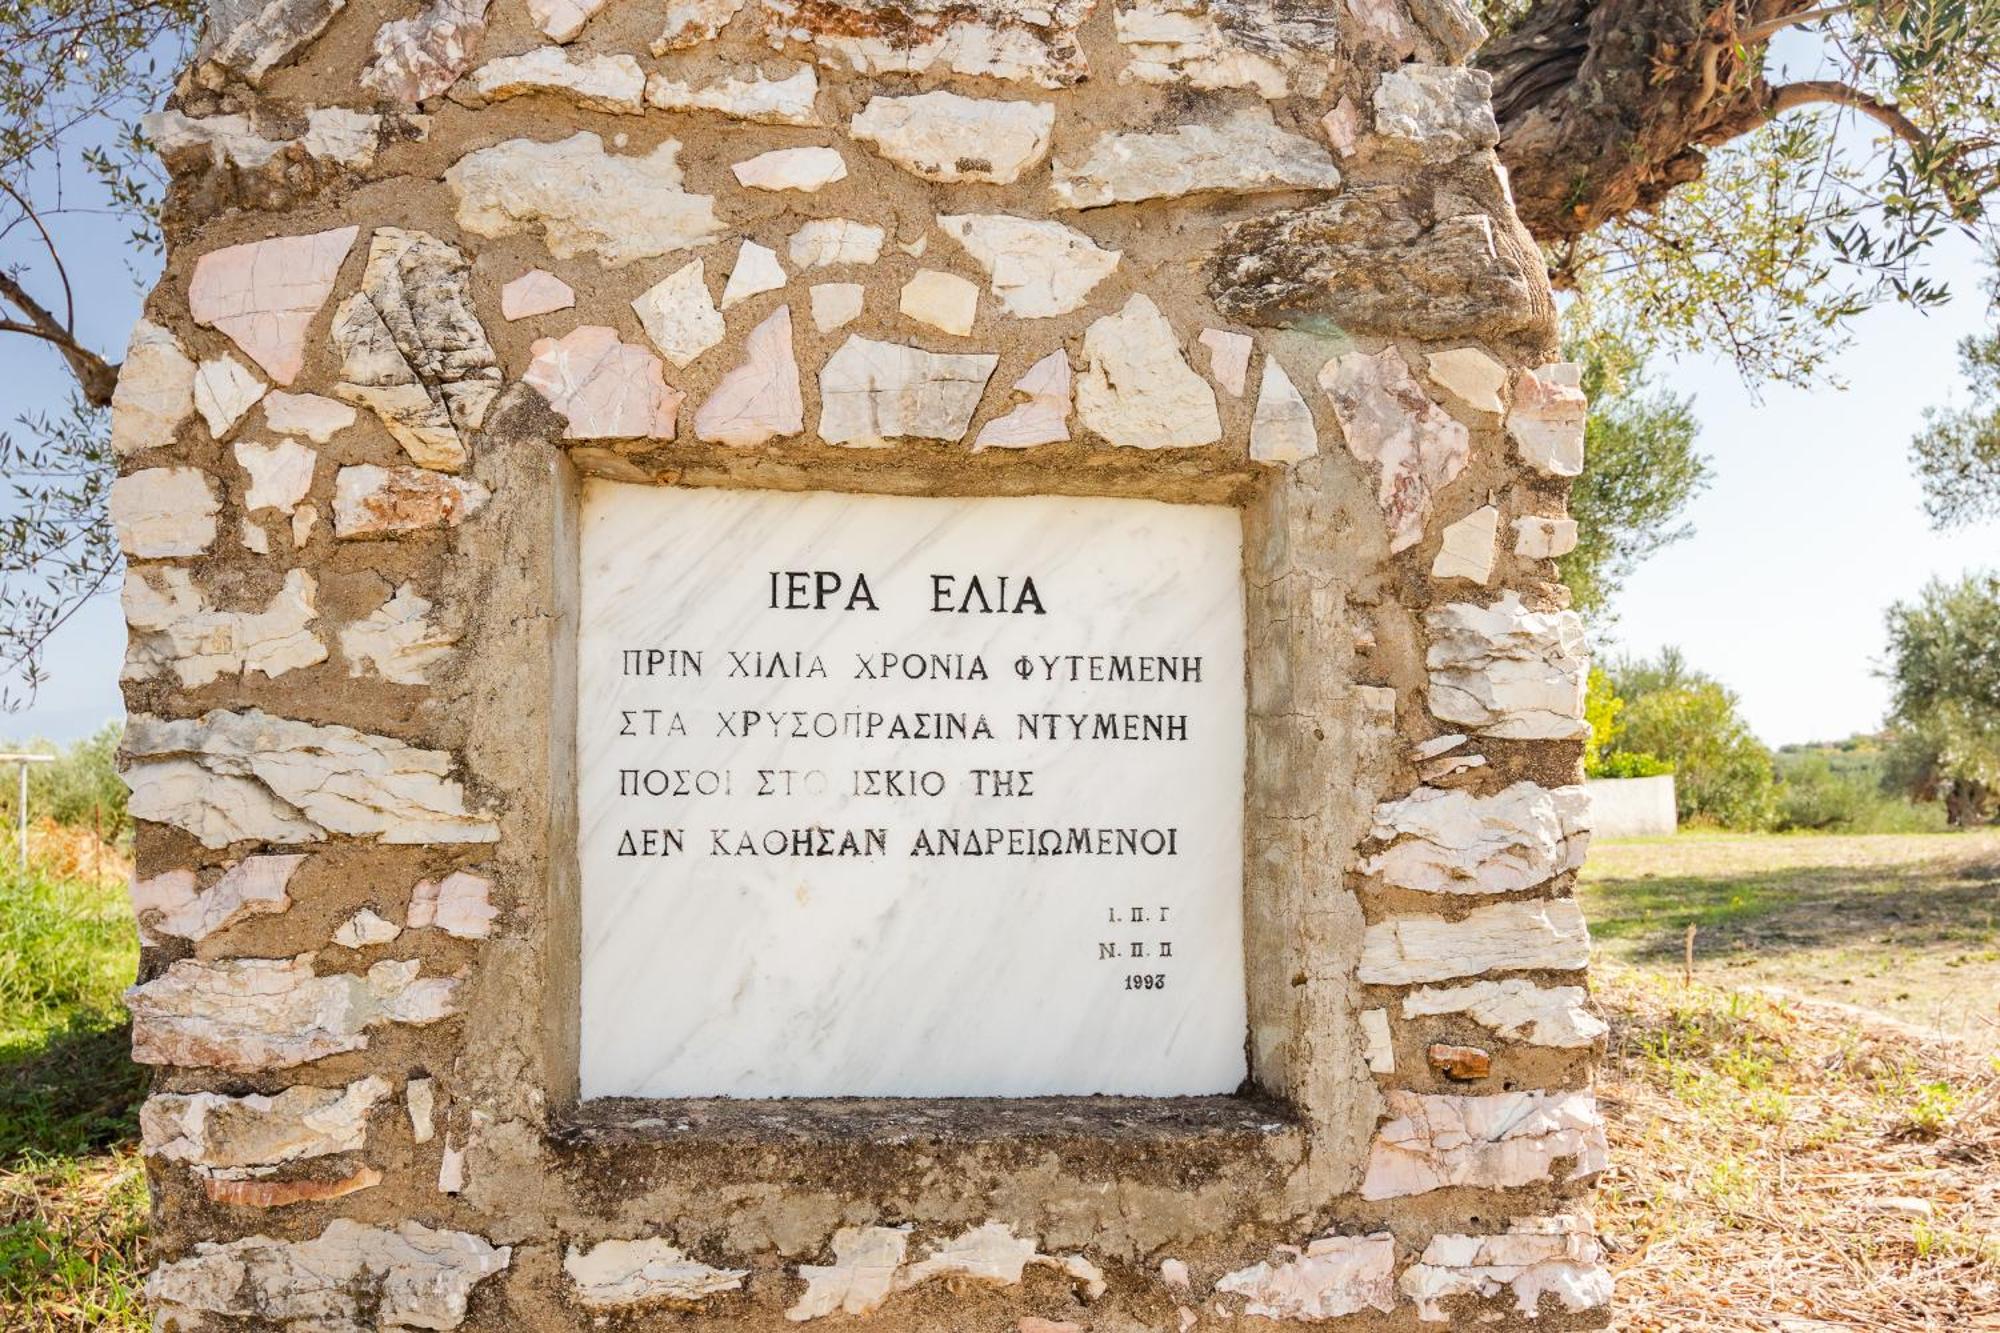 ΙΕΡΑ ΕΛΙΑ
ΠΡΙΝ ΧΙΛΙΑ ΧΡΟΝΙΑ ΦΥΤΕΜΕΝΗ
ΣΤΑ ΧΡΥΣΟΠΡΑΣΙΝΑ ΝΤΥΜΕΝΗ
ΠΟΣΟΙ ΣΤΟ ΙΣΚΙΟ ΤΗΣ
ΔΕΝ ΚΑΘΗΣΑΝ ΑΝΔΡΕΙΩΜΕΝΟΙ
Ι. Π. Γ
Ν. Π. Π
1993